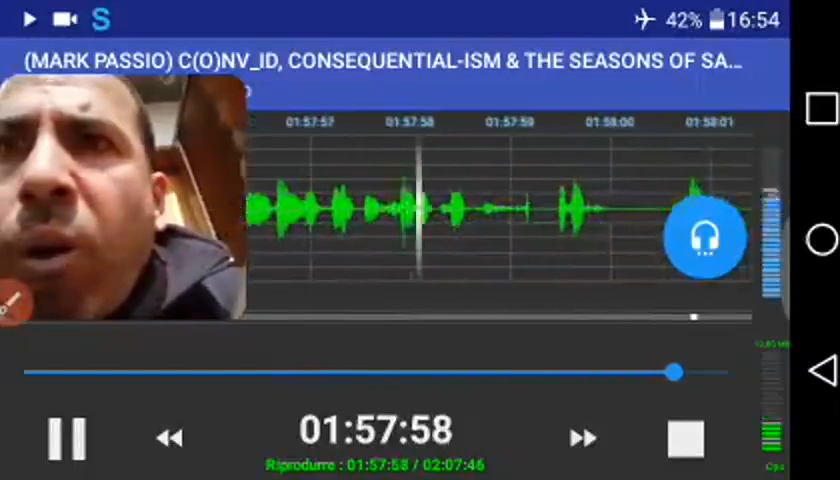 S 42% 16:54
(MARK PASSIO) C(O)NV_ID, CONSEQUENTIAL-ISM & THE SEASONS OF SA...
01:57:57 01:57:58 01:57:59 01:58:00 01:58:01
01:57:58
Riprodurre : 01:57:58 / 02:07:46
Cpu